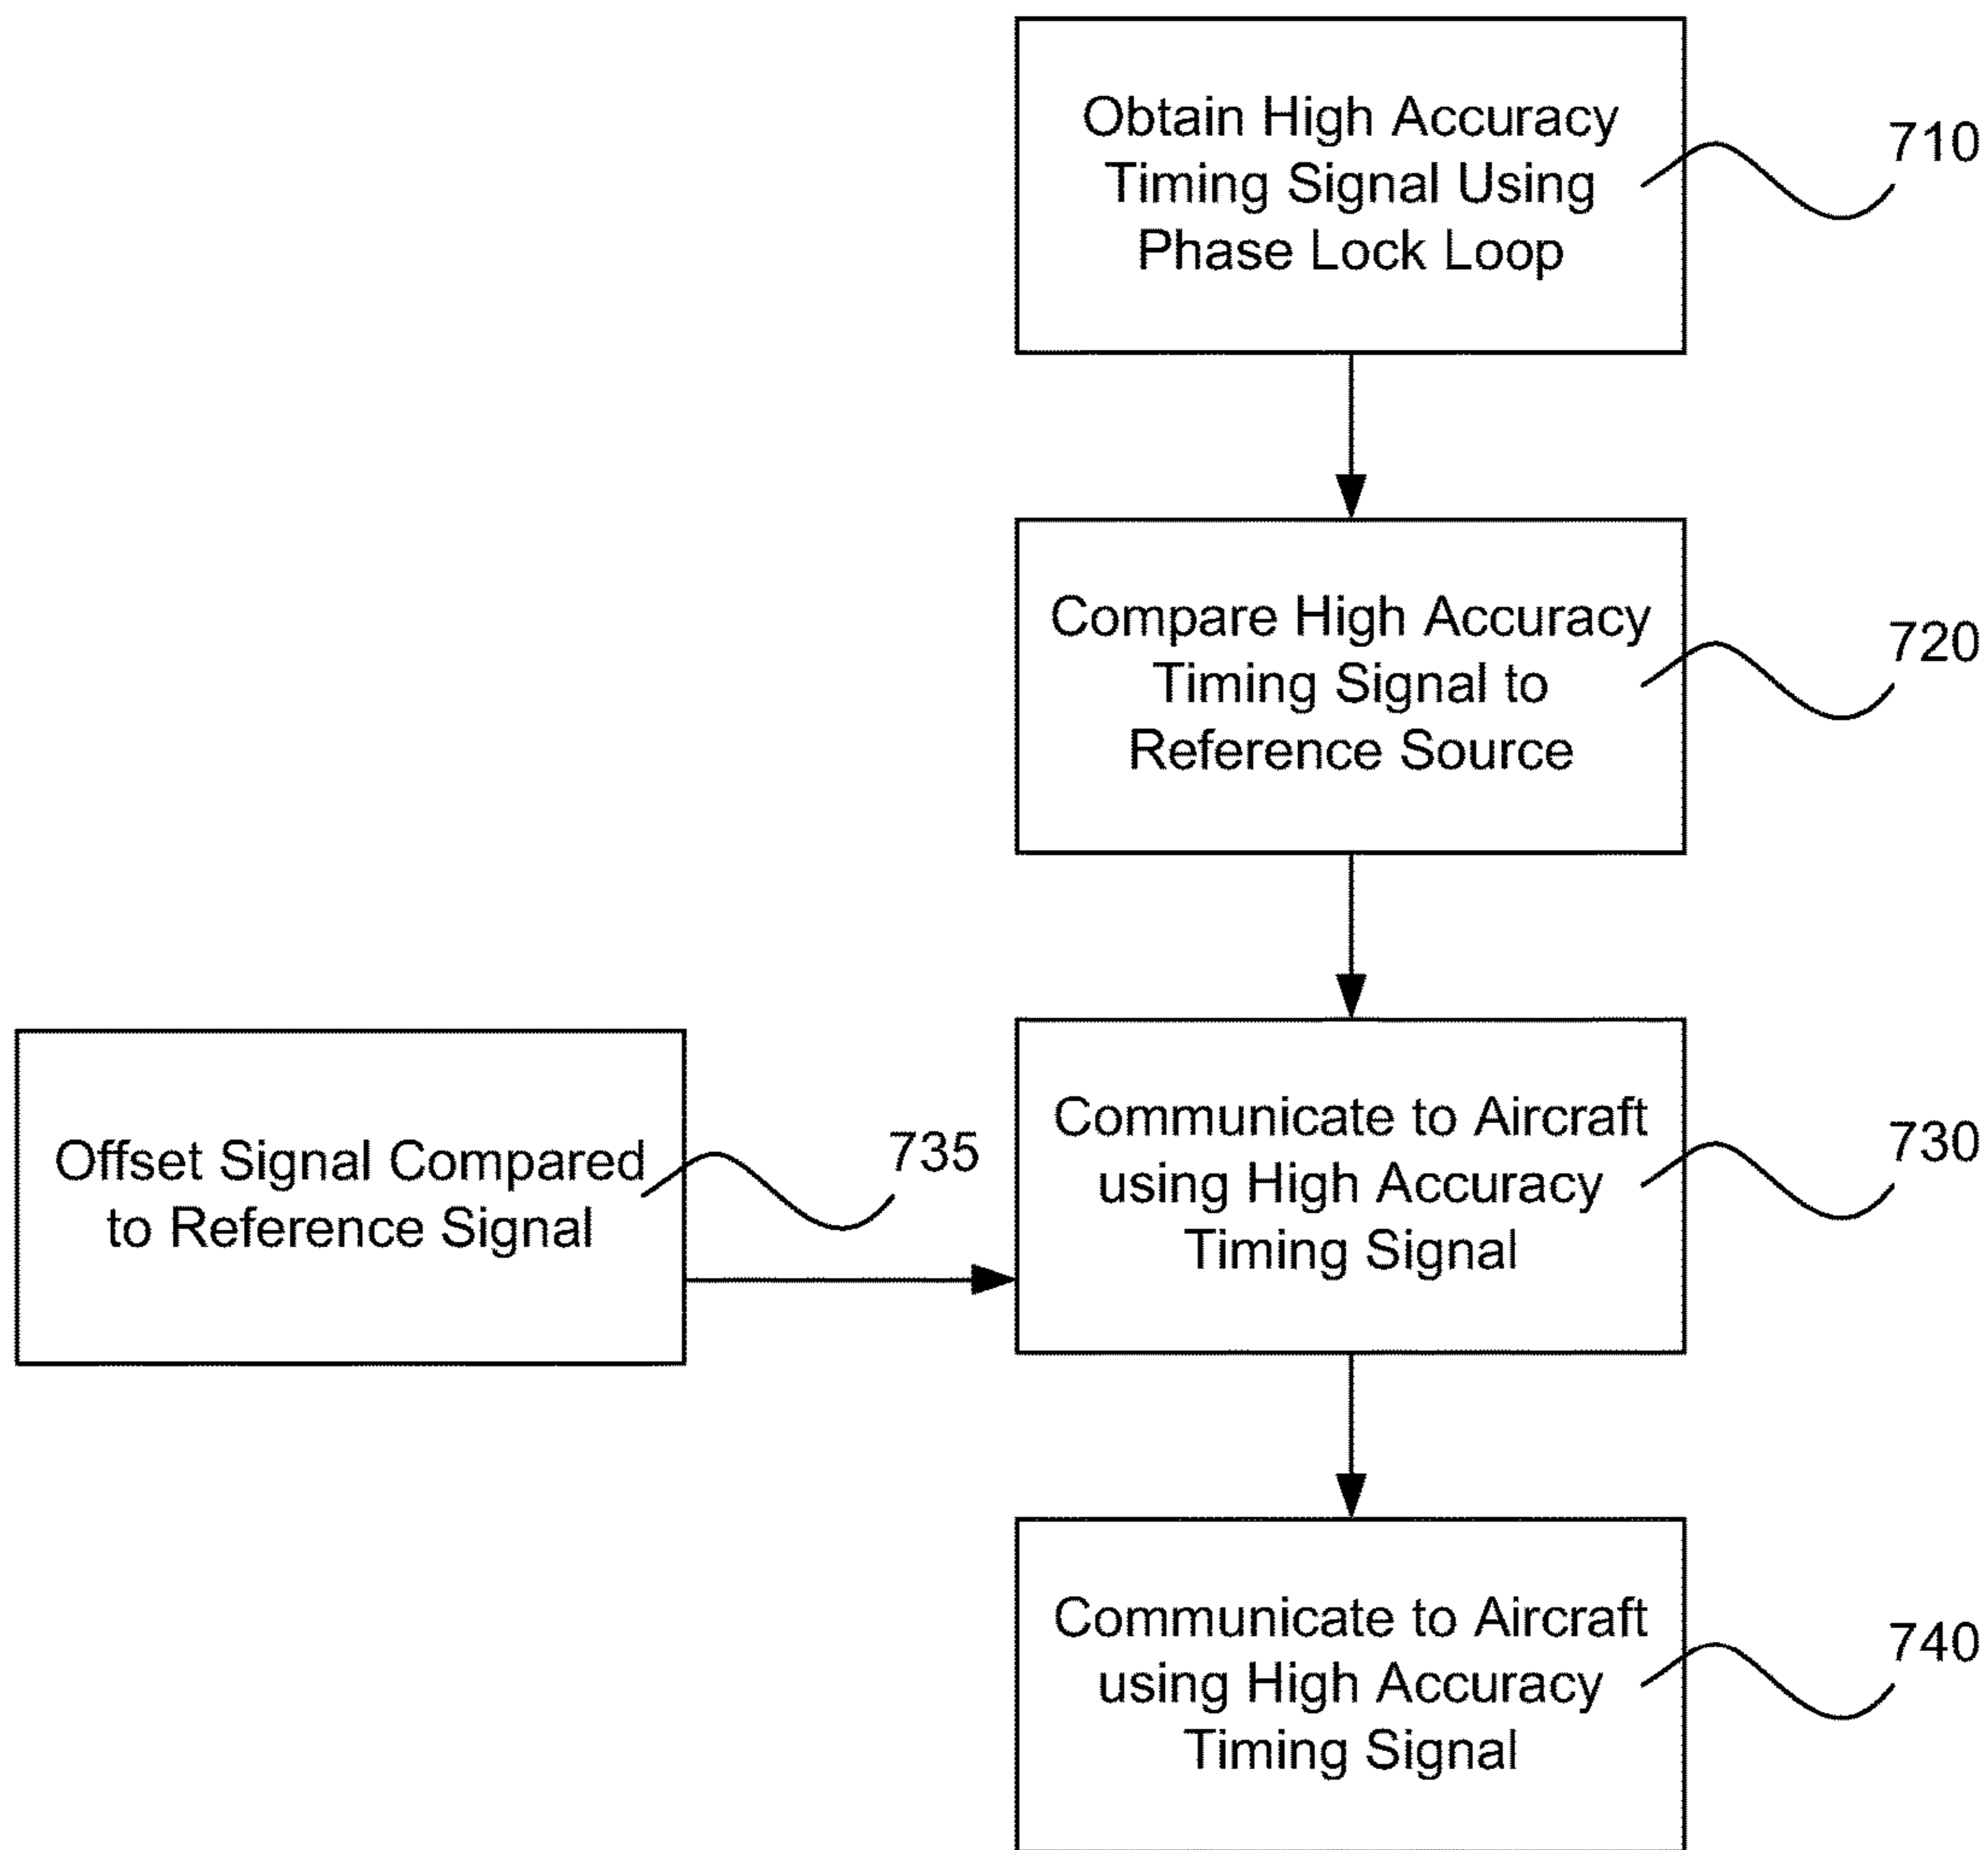 Obtain High Accuracy
Timing Signal Using
Phase Lock Loop
710
Compare High Accuracy
Timing Signal to
Reference Source
720
Offset Signal Compared
to Reference Signal
735
Communicate to Aircraft
using High Accuracy
Timing Signal
730
Communicate to Aircraft
using High Accuracy
Timing Signal
740